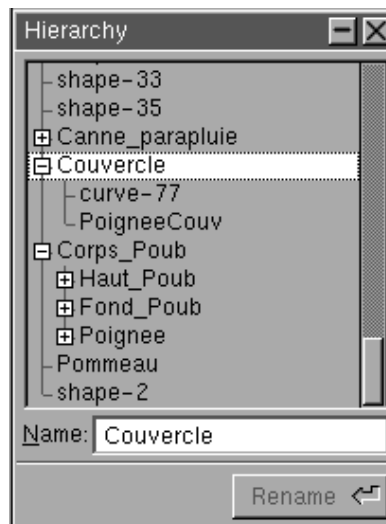 Hierarchy
shape-33
shape-35
Canne_parapluie
Couvercle
curve-77
PoigneeCouv
Corps_Poub
Haut_Poub
Fond_Poub
Poignee
Pommeau
shape-2
Name: Couvercle
Rename